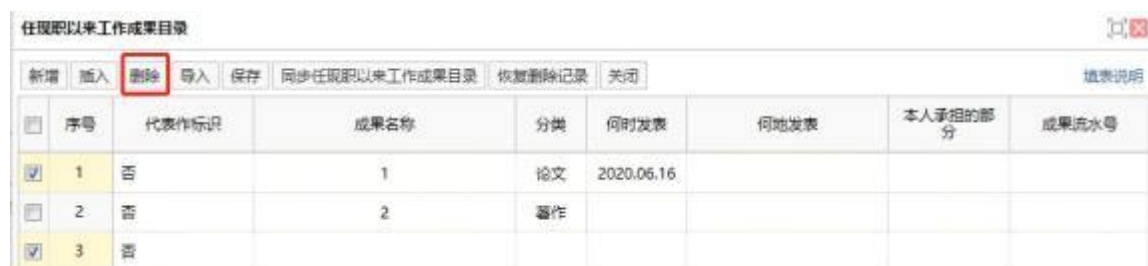 任现职以来工作成果目录
新增 插入 删除 导入 保存 同步任现职以来工作成果目录 恢复删除记录 关闭 填表说明
序号 代表作标识 成果名称 分类 何时发表 何地发表 本人承担的部分 成果流水号
1 否 1 论文 2020.06.16
2 否 2 著作
3 否